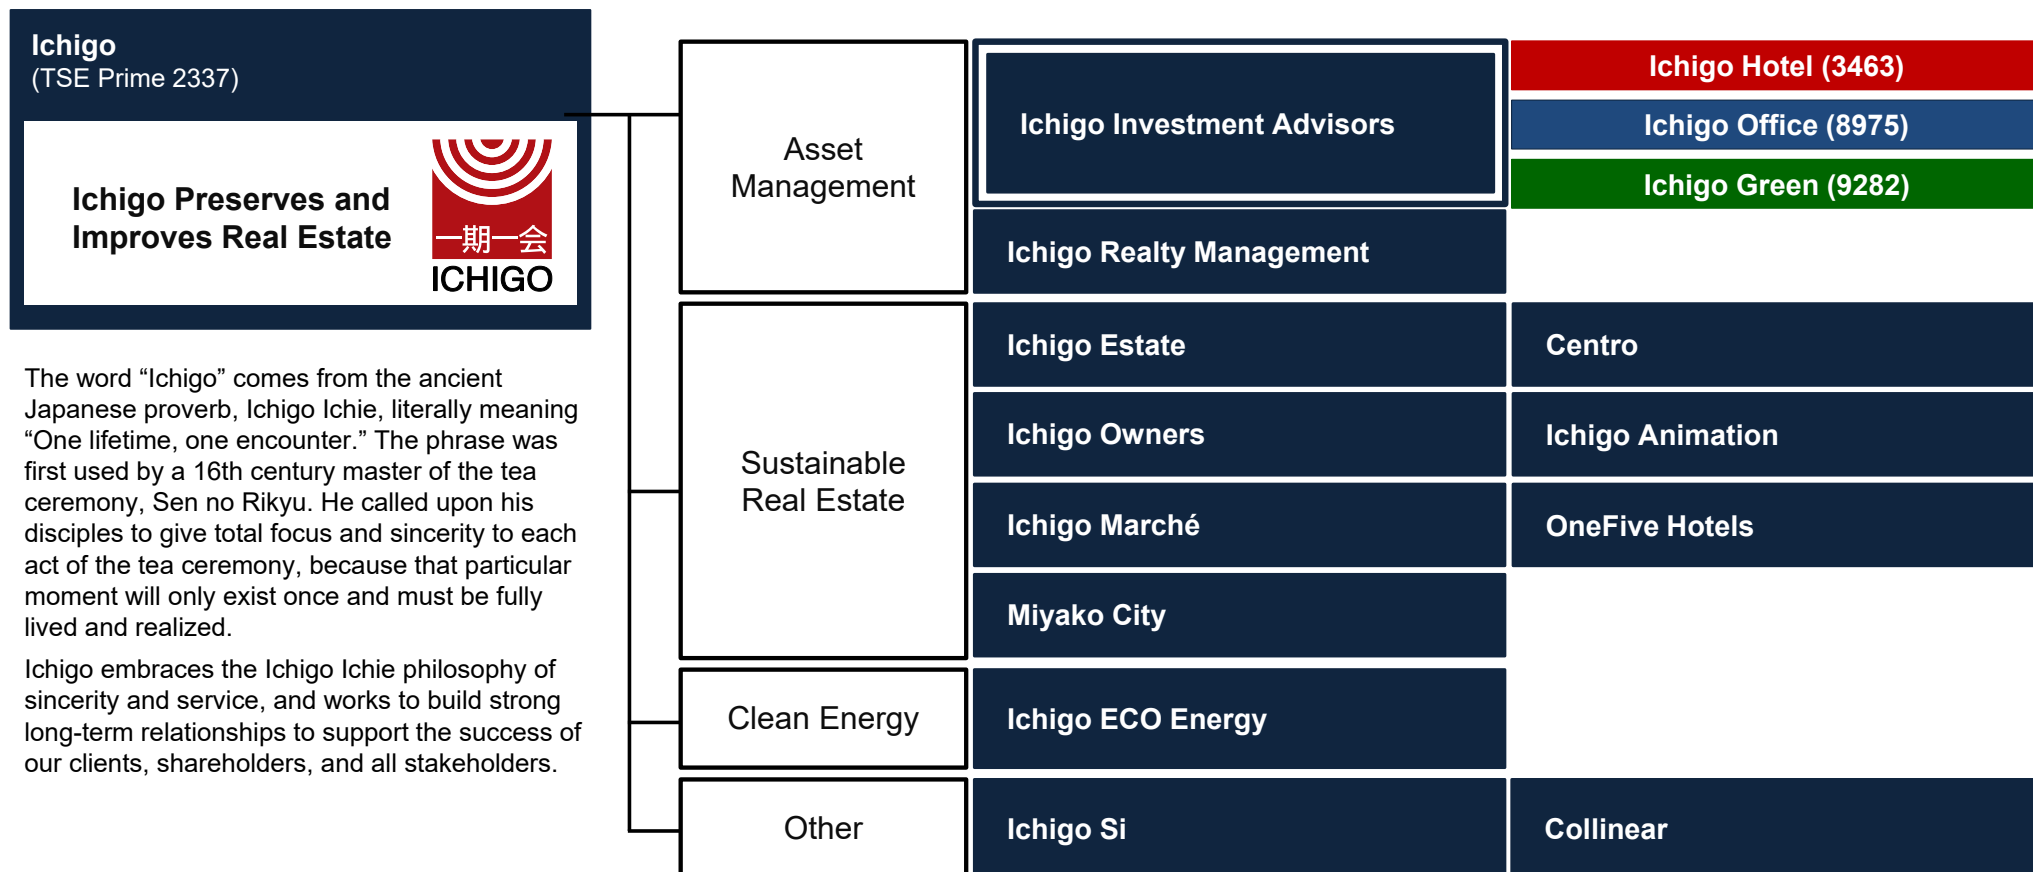 Ichigo
(TSE Prime 2337)
Ichigo Preserves and
Improves Real Estate
一期一会
ICHIGO
The word “Ichigo” comes from the ancient
Japanese proverb, Ichigo Ichie, literally meaning
“One lifetime, one encounter.” The phrase was
first used by a 16th century master of the tea
ceremony, Sen no Rikyu. He called upon his
disciples to give total focus and sincerity to each
act of the tea ceremony, because that particular
moment will only exist once and must be fully
lived and realized.
Ichigo embraces the Ichigo Ichie philosophy of
sincerity and service, and works to build strong
long-term relationships to support the success of
our clients, shareholders, and all stakeholders.
Asset
Management
Ichigo Investment Advisors
Ichigo Hotel (3463)
Ichigo Office (8975)
Ichigo Green (9282)
Ichigo Realty Management
Sustainable
Real Estate
Ichigo Estate
Centro
Ichigo Owners
Ichigo Animation
Ichigo Marché
OneFive Hotels
Miyako City
Clean Energy
Ichigo ECO Energy
Other
Ichigo Si
Collinear